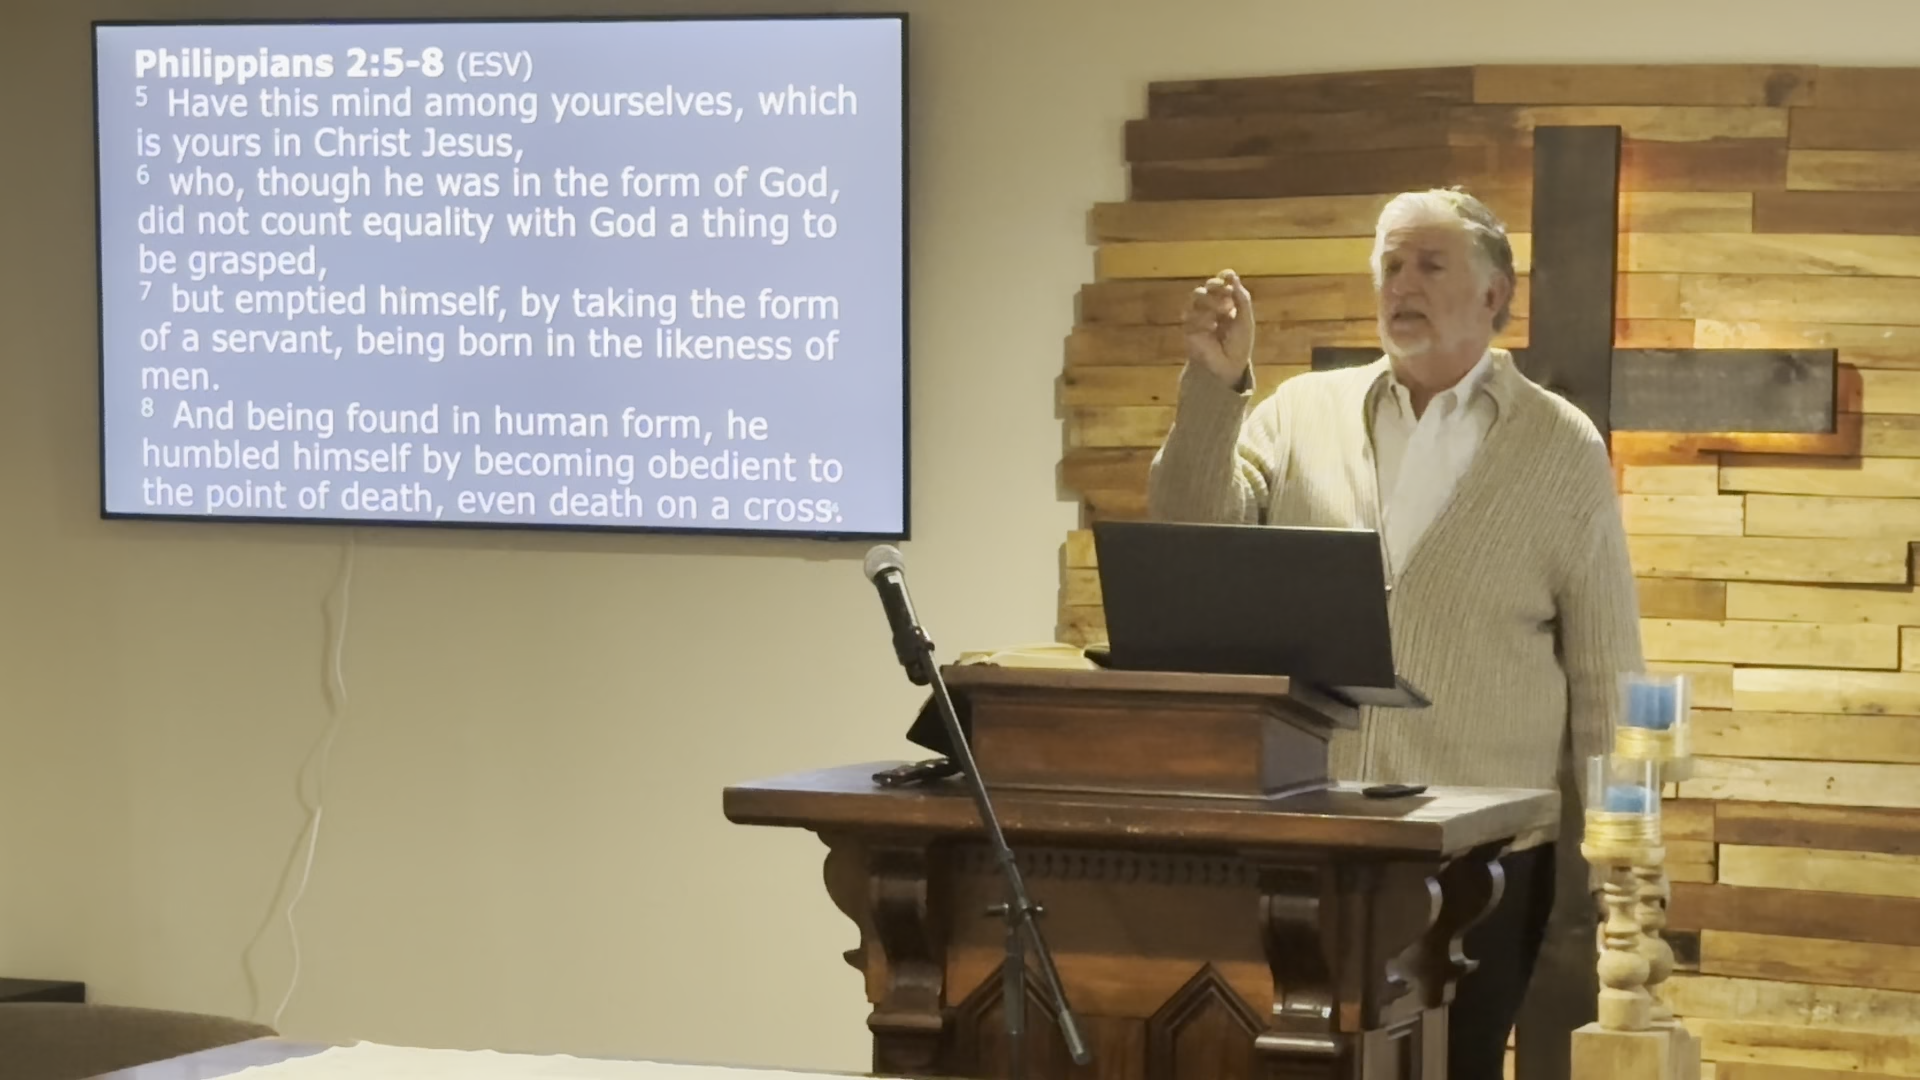 Philippians 2:5-8 (ESV)
5 Have this mind among yourselves, which
is yours in Christ Jesus,
6 who, though he was in the form of God,
did not count equality with God a thing to
be grasped,
7 but emptied himself, by taking the form
of a servant, being born in the likeness of
men.
8 And being found in human form, he
humbled himself by becoming obedient to
the point of death, even death on a cross.